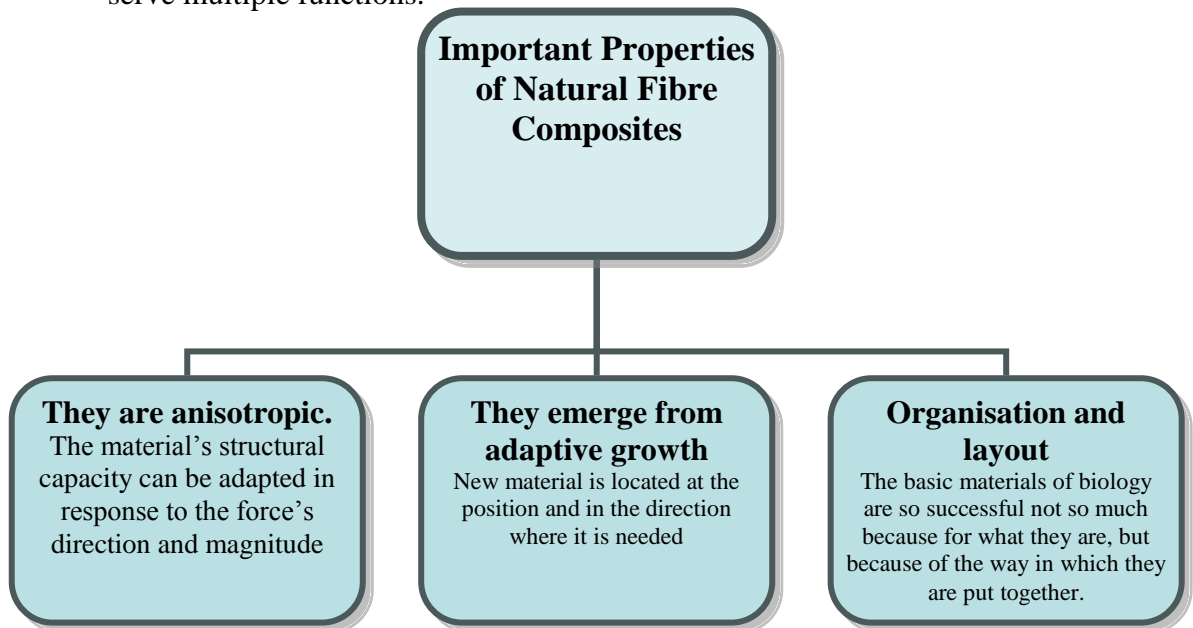 serve multiple functions.
Important Properties
of Natural Fibre
Composites
They are anisotropic.
The material's structural
capacity can be adapted in
response to the force's
direction and magnitude
They emerge from
adaptive growth
New material is located at the
position and in the direction
where it is needed
Organisation and
layout
The basic materials of biology
are so successful not so much
because for what they are, but
because of the way in which they
are put together.